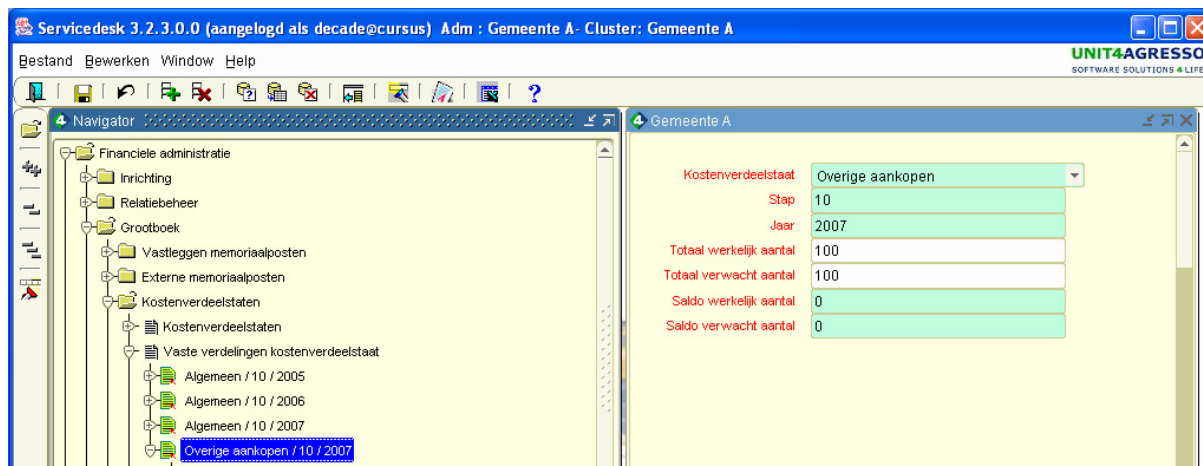 Servicedesk 3.2.3.0.0 (aangelogd als decade@cursus) Adm : Gemeente A- Cluster: Gemeente A
Bestand Bewerken Window Help
UNIT4AGRESSO
SOFTWARE SOLUTIONS 4 LIFE
4 Navigator
Financiele administratie
Inrichting
Relatiebeheer
Grootboek
Vastleggen memoriaalposten
Externe memoriaalposten
Kostenverdeelstaten
Kostenverdeelstaten
Vaste verdelingen kostenverdeelstaat
Algemeen / 10 / 2005
Algemeen / 10 / 2006
Algemeen / 10 / 2007
Overige aankopen / 10 / 2007
4 Gemeente A
Kostenverdeelstaat Overige aankopen
Stap 10
Jaar 2007
Totaal werkelijk aantal 100
Totaal verwacht aantal 100
Saldo werkelijk aantal 0
Saldo verwacht aantal 0